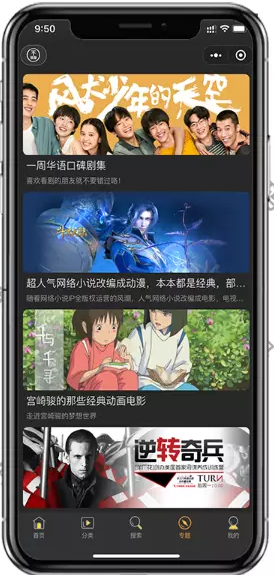 9:50
风犬少年的天空
一周华语口碑剧集
喜欢看剧的朋友就不要错过咯！
超人气网络小说改编成动漫，本本都是经典，部...
随着网络小说IP全版权运营的风潮，人气网络小说改编成电影、电视...
千与千寻
宫崎骏的那些经典动画电影
走进宫崎骏的梦想世界
逆转奇兵
TURN
首页
分类
搜索
专题
我的